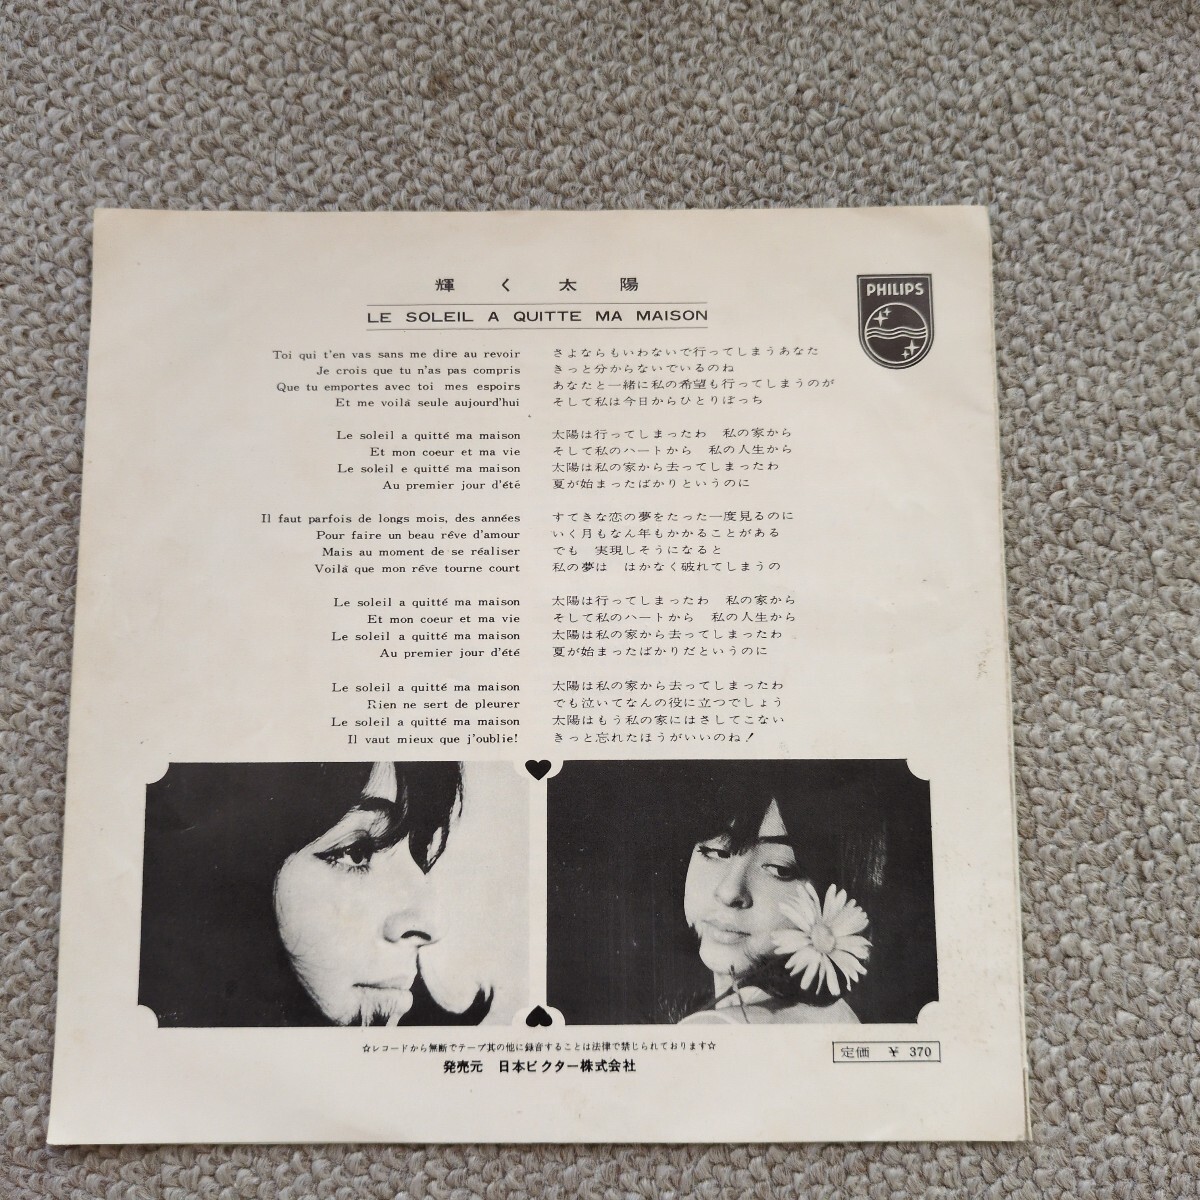 輝く太陽
LE SOLEIL A QUITTE MA MAISON
PHILIPS
Toi qui t'en vas sans me dire au revoir
Je crois que tu n'as pas compris
Que tu emportes avec toi mes espoirs
Et me voilà seule aujourd'hui
Le soleil a quitté ma maison
Et mon coeur et ma vie
Le soleil e quitté ma maison
Au premier jour d'été
Il faut parfois de longs mois, des années
Pour faire un beau rêve d'amour
Mais au moment de se réaliser
Voilà que mon rêve tourne court
Le soleil a quitté ma maison
Et mon coeur et ma vie
Le soleil a quitté ma maison
Au premier jour d'été
Le soleil a quitté ma maison
Rien ne sert de pleurer
Le soleil a quitté ma maison
Il vaut mieux que j'oublie!
さよならもいわないで行ってしまうあなた
きっと分からないでいるのね
あなたと一緒に私の希望も行ってしまうのが
そして私は今日からひとりぼっち
太陽は行ってしまったわ 私の家から
そして私のハートから 私の人生から
太陽は私の家から去ってしまったわ
夏が始まったばかりというのに
すてきな恋の夢をたった一度見るのに
いく月もなん年もかかることがある
でも 実現しそうになると
私の夢は はかなく破れてしまうの
太陽は行ってしまったわ 私の家から
そして私のハートから 私の人生から
太陽は私の家から去ってしまったわ
夏が始まったばかりだというのに
太陽は私の家から去ってしまったわ
でも泣いてなんの役に立つでしょう
太陽はもう私の家にはさしてこない
きっと忘れたほうがいいのね!
☆レコードから無断でテープ其の他に録音することは法律で禁じられております☆
発売元 日本ビクター株式会社
定価 ¥ 370